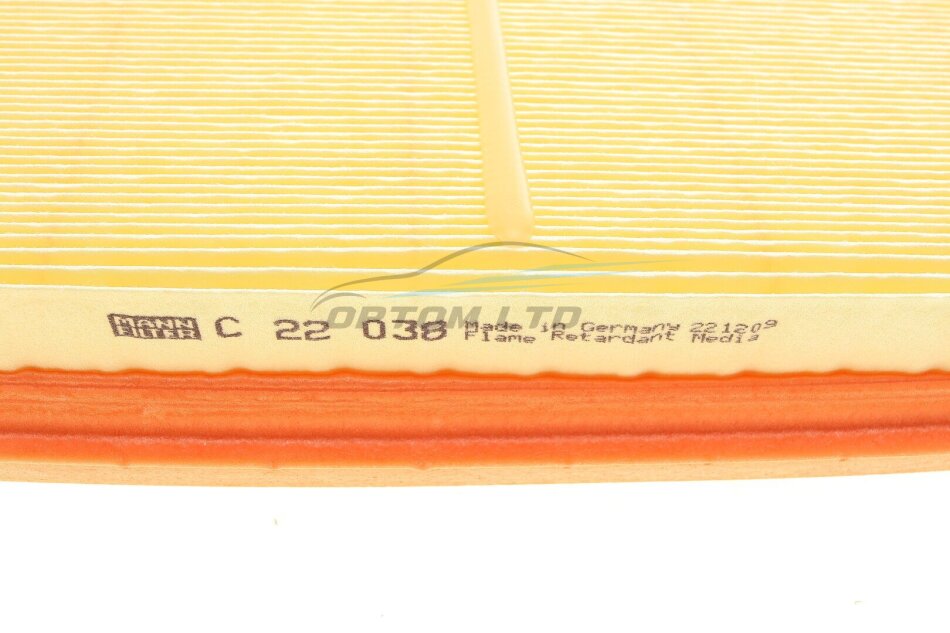 MANN
FILTER
C 22 038
Made in Germany 221209
Flame Retardant Media
OBTOM LTD